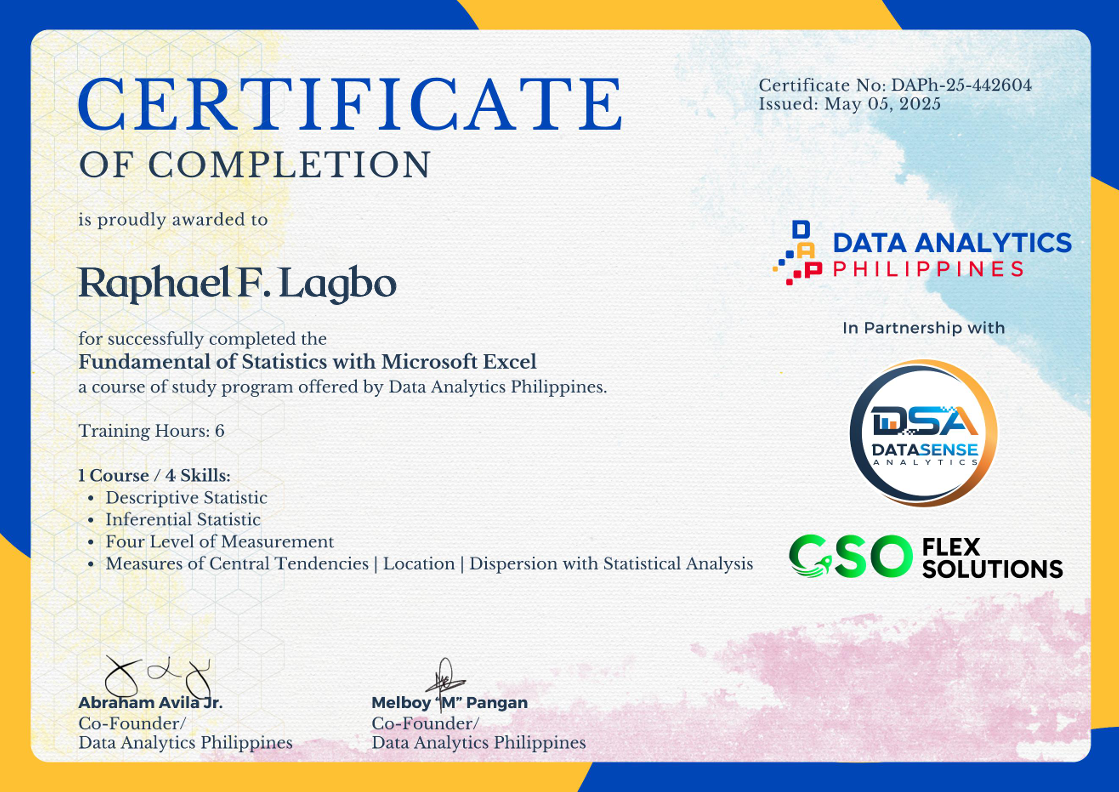 CERTIFICATE
OF COMPLETION
Certificate No: DAPh-25-442604
Issued: May 05, 2025
is proudly awarded to
Raphael F. Lagbo
for successfully completed the
Fundamental of Statistics with Microsoft Excel
a course of study program offered by Data Analytics Philippines.
Training Hours: 6
1 Course / 4 Skills:
• Descriptive Statistic
• Inferential Statistic
• Four Level of Measurement
• Measures of Central Tendencies | Location | Dispersion with Statistical Analysis
DAP
DATA ANALYTICS
PHILIPPINES
In Partnership with
DSA
DATASENSE
ANALYTICS
GSO
FLEX
SOLUTIONS
Abraham Avila Jr.
Co-Founder/
Data Analytics Philippines
Melboy “M” Pangan
Co-Founder/
Data Analytics Philippines